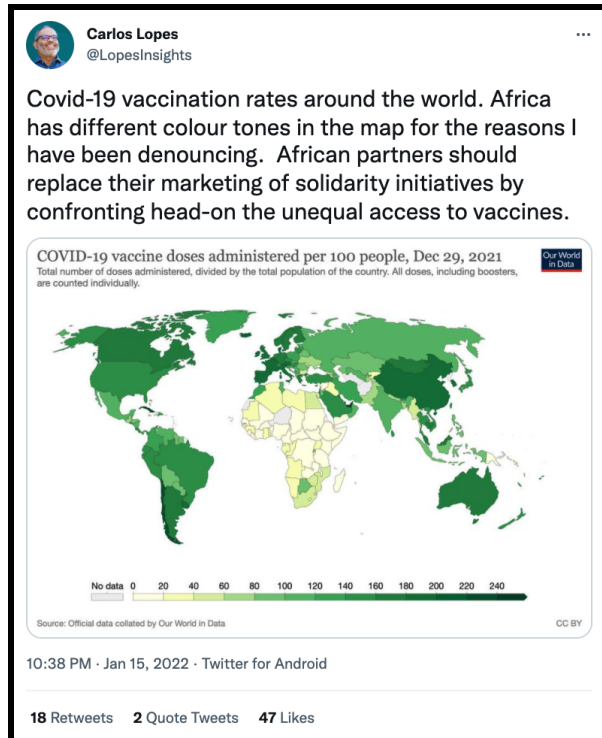 Carlos Lopes
@LopesInsights
Covid-19 vaccination rates around the world. Africa
has different colour tones in the map for the reasons I
have been denouncing.  African partners should
replace their marketing of solidarity initiatives by
confronting head-on the unequal access to vaccines.
COVID-19 vaccine doses administered per 100 people, Dec 29, 2021
Total number of doses administered, divided by the total population of the country. All doses, including boosters,
are counted individually.
Our World
in Data
No data 0 20 40 60 80 100 120 140 160 180 200 220 240
Source: Official data collated by Our World in Data
CC BY
10:38 PM · Jan 15, 2022 · Twitter for Android
18 Retweets 2 Quote Tweets 47 Likes